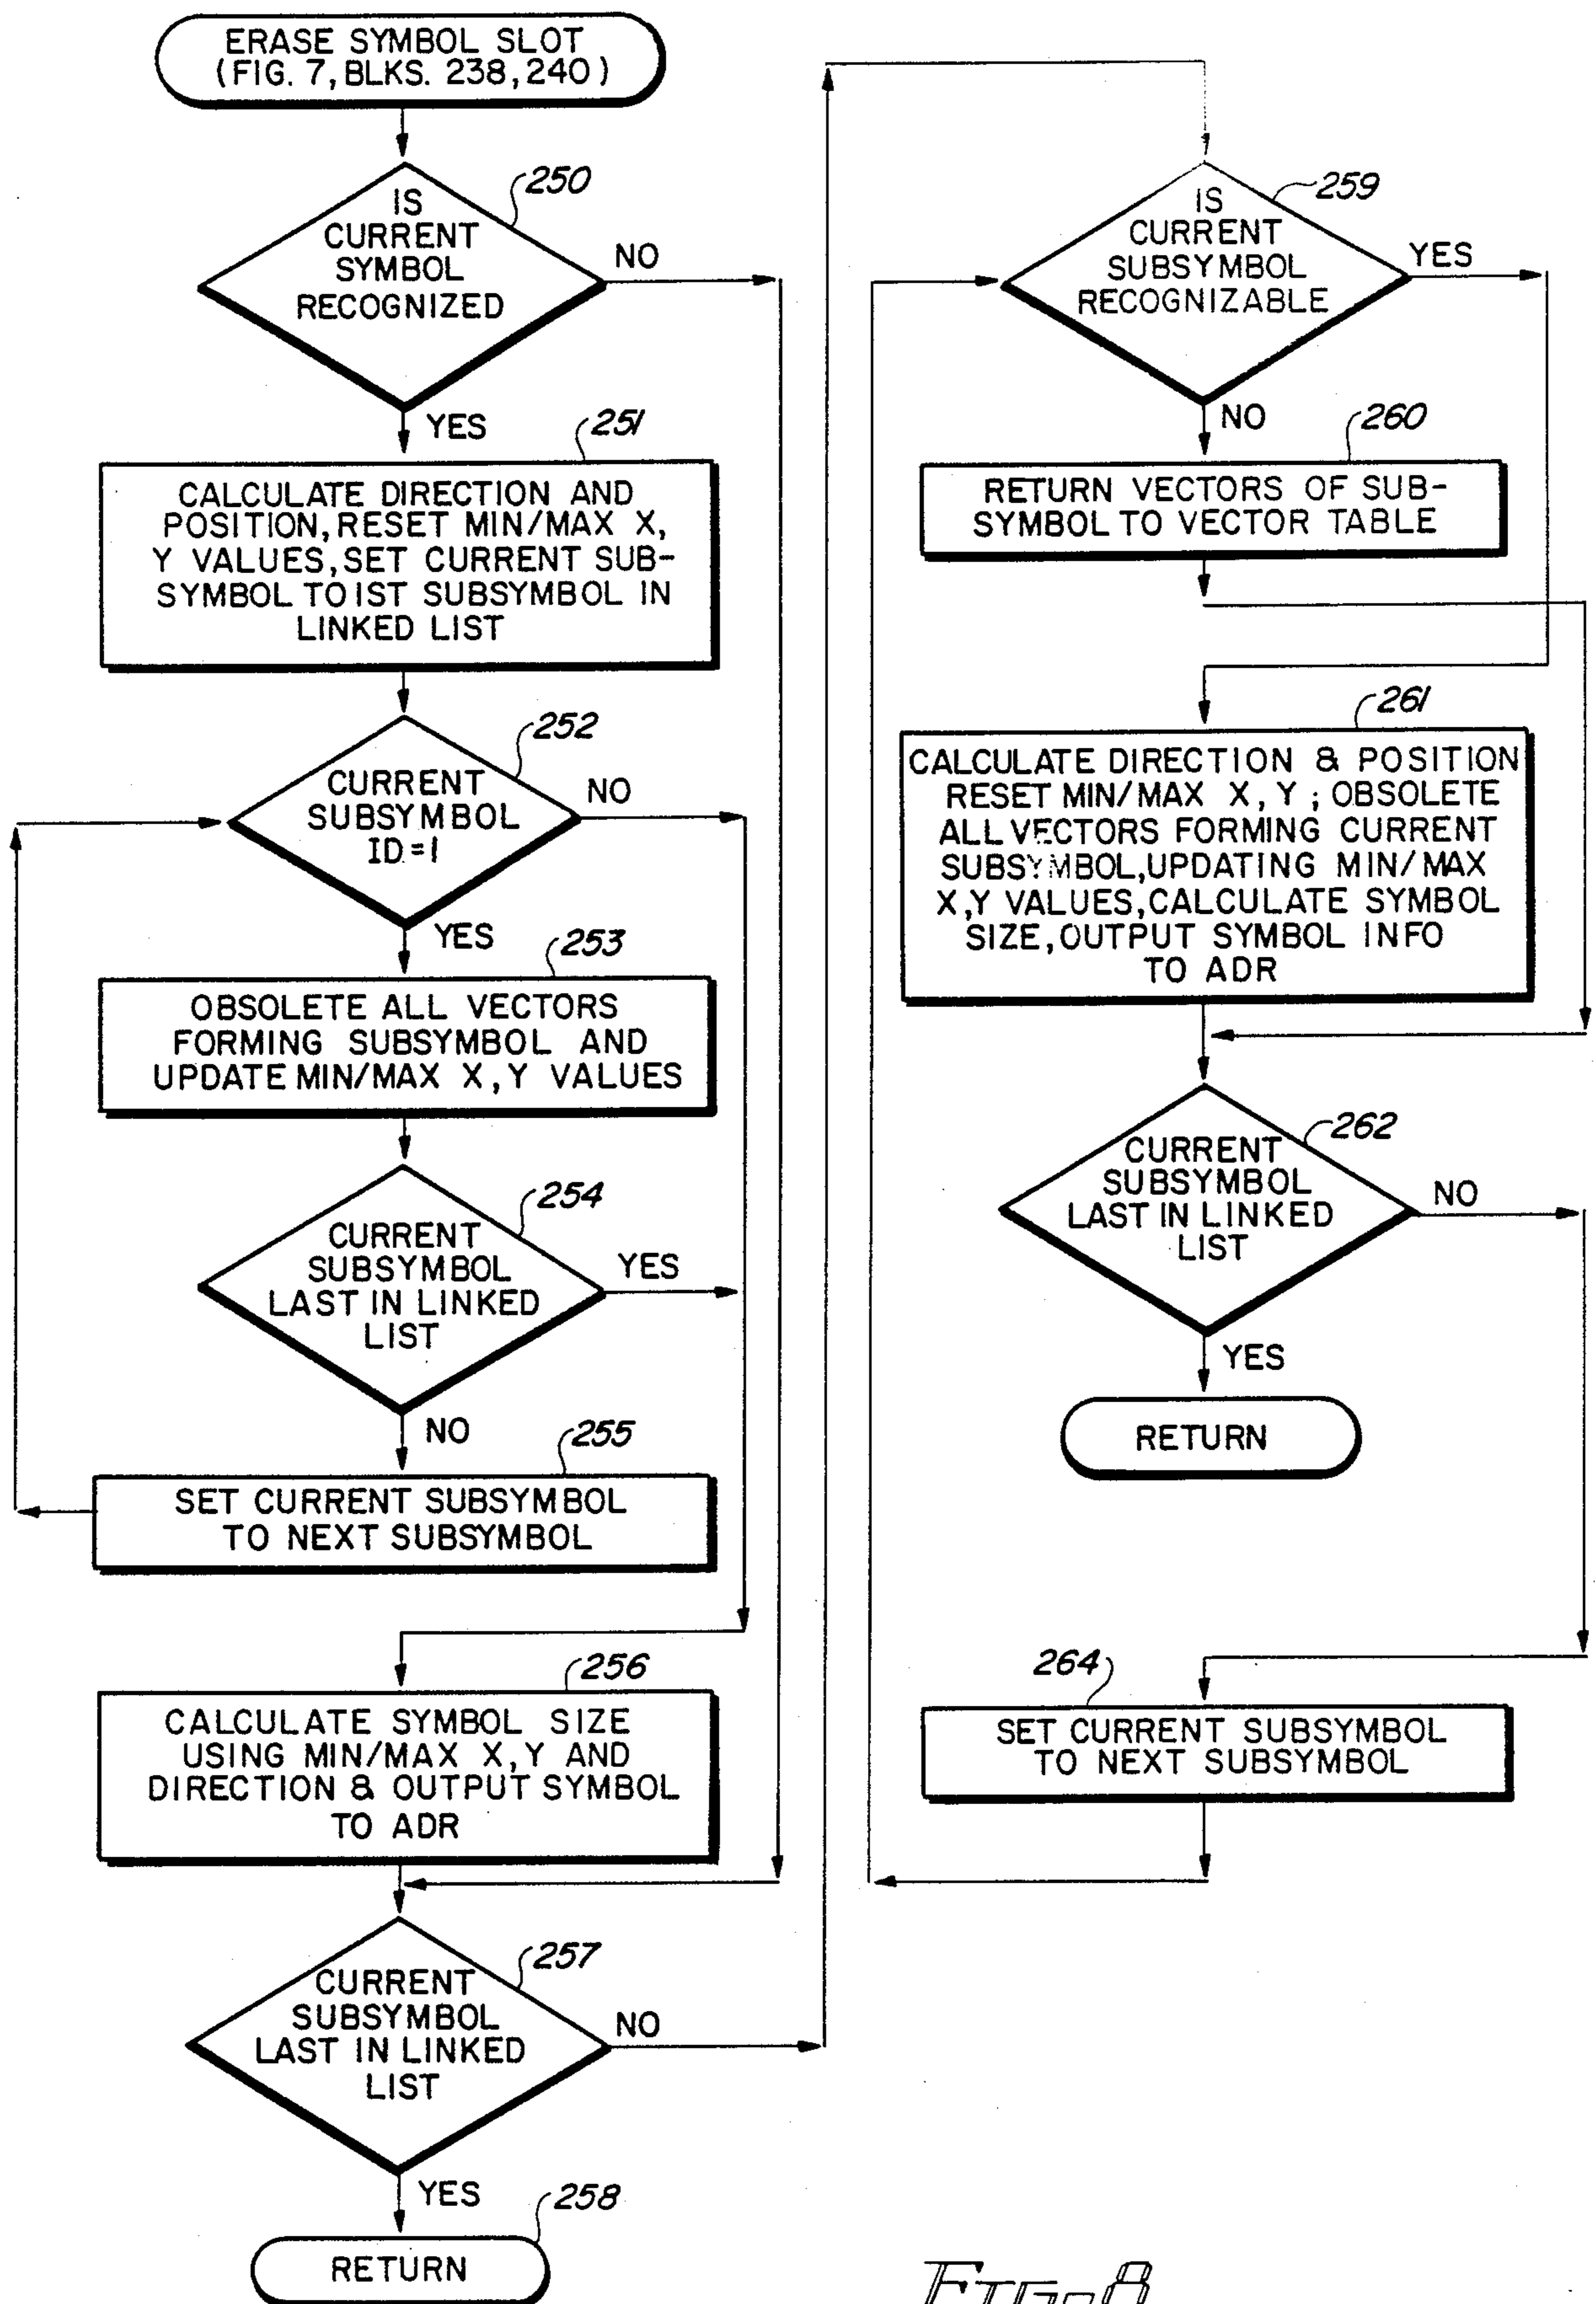 ERASE SYMBOL SLOT
(FIG. 7, BLKS. 238, 240)
250
IS
CURRENT
SYMBOL
RECOGNIZED
NO
YES
251
CALCULATE DIRECTION AND
POSITION, RESET MIN/MAX X,
Y VALUES, SET CURRENT SUB-
SYMBOL TO 1ST SUBSYMBOL IN
LINKED LIST
252
CURRENT
SUBSYMBOL
ID=1
NO
YES
253
OBSOLETE ALL VECTORS
FORMING SUBSYMBOL AND
UPDATE MIN/MAX X, Y VALUES
254
CURRENT
SUBSYMBOL
LAST IN LINKED
LIST
YES
NO
255
SET CURRENT SUBSYMBOL
TO NEXT SUBSYMBOL
256
CALCULATE SYMBOL SIZE
USING MIN/MAX X, Y AND
DIRECTION & OUTPUT SYMBOL
TO ADR
257
CURRENT
SUBSYMBOL
LAST IN LINKED
LIST
NO
YES
258
RETURN
259
IS
CURRENT
SUBSYMBOL
RECOGNIZABLE
YES
NO
260
RETURN VECTORS OF SUB-
SYMBOL TO VECTOR TABLE
261
CALCULATE DIRECTION & POSITION
RESET MIN/MAX X, Y ; OBSOLETE
ALL VECTORS FORMING CURRENT
SUBSYMBOL, UPDATING MIN/MAX
X, Y VALUES, CALCULATE SYMBOL
SIZE, OUTPUT SYMBOL INFO
TO ADR
262
CURRENT
SUBSYMBOL
LAST IN LINKED
LIST
NO
YES
RETURN
264
SET CURRENT SUBSYMBOL
TO NEXT SUBSYMBOL
FIG. 8